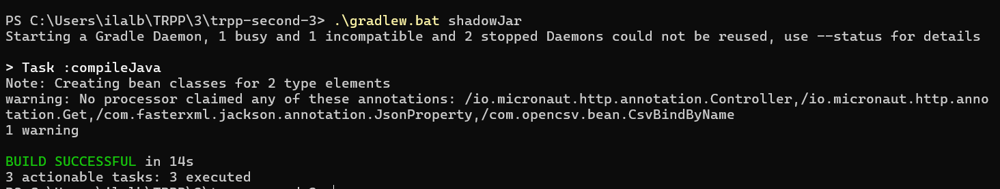 PS C:\Users\ilalb\TRPP\3\trpp-second-3> .\gradlew.bat shadowJar
Starting a Gradle Daemon, 1 busy and 1 incompatible and 2 stopped Daemons could not be reused, use --status for details
> Task :compileJava
Note: Creating bean classes for 2 type elements
warning: No processor claimed any of these annotations: /io.micronaut.http.annotation.Controller,/io.micronaut.http.anno
tation.Get,/com.fasterxml.jackson.annotation.JsonProperty,/com.opencsv.bean.CsvBindByName
1 warning
BUILD SUCCESSFUL in 14s
3 actionable tasks: 3 executed